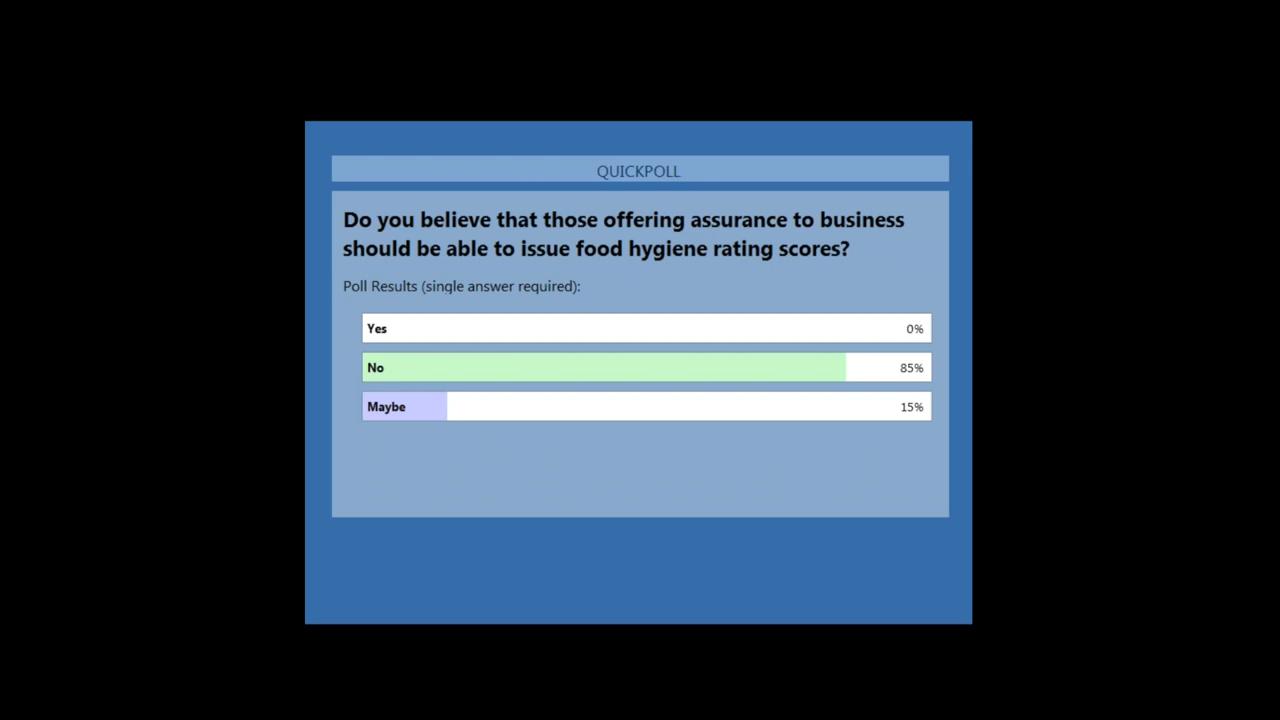 QUICKPOLL
Do you believe that those offering assurance to business
should be able to issue food hygiene rating scores?
Poll Results (single answer required):
Yes 0%
No 85%
Maybe 15%